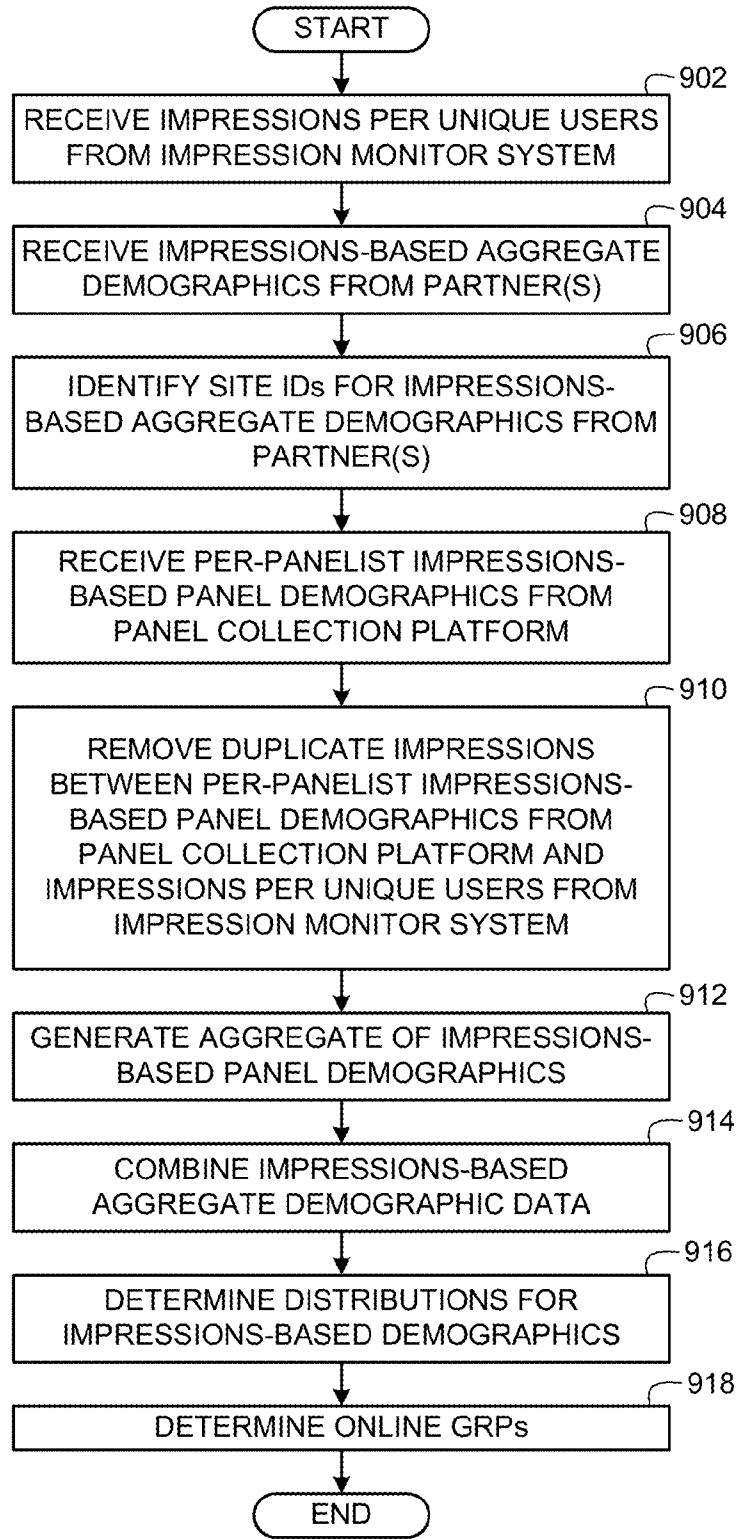 START
902
RECEIVE IMPRESSIONS PER UNIQUE USERS
FROM IMPRESSION MONITOR SYSTEM
904
RECEIVE IMPRESSIONS-BASED AGGREGATE
DEMOGRAPHICS FROM PARTNER(S)
906
IDENTIFY SITE IDs FOR IMPRESSIONS-
BASED AGGREGATE DEMOGRAPHICS FROM
PARTNER(S)
908
RECEIVE PER-PANELIST IMPRESSIONS-
BASED PANEL DEMOGRAPHICS FROM
PANEL COLLECTION PLATFORM
910
REMOVE DUPLICATE IMPRESSIONS
BETWEEN PER-PANELIST IMPRESSIONS-
BASED PANEL DEMOGRAPHICS FROM
PANEL COLLECTION PLATFORM AND
IMPRESSIONS PER UNIQUE USERS FROM
IMPRESSION MONITOR SYSTEM
912
GENERATE AGGREGATE OF IMPRESSIONS-
BASED PANEL DEMOGRAPHICS
914
COMBINE IMPRESSIONS-BASED
AGGREGATE DEMOGRAPHIC DATA
916
DETERMINE DISTRIBUTIONS FOR
IMPRESSIONS-BASED DEMOGRAPHICS
918
DETERMINE ONLINE GRPs
END